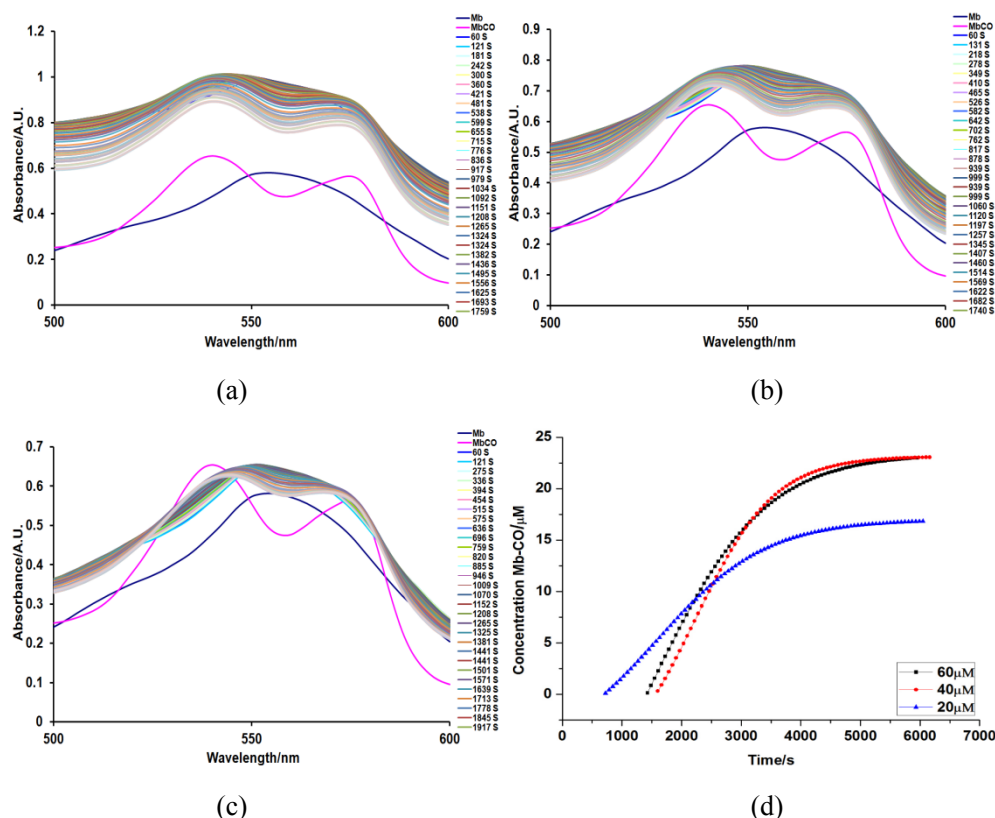 1.2
1
0.8
0.6
0.4
0.2
0
Absorbance/A.U.
500
550
600
Wavelength/nm
Mb
MbCO
60 S
121 S
181 S
242 S
300 S
360 S
421 S
481 S
538 S
599 S
655 S
715 S
776 S
836 S
917 S
979 S
1034 S
1092 S
1151 S
1208 S
1265 S
1324 S
1324 S
1382 S
1436 S
1495 S
1556 S
1625 S
1693 S
1759 S
(a)
0.9
0.8
0.7
0.6
0.5
0.4
0.3
0.2
0.1
0
Absorbance/A.U.
500
550
600
Wavelength/nm
Mb
MbCO
60 S
131 S
218 S
278 S
349 S
410 S
465 S
526 S
582 S
642 S
702 S
762 S
817 S
878 S
939 S
999 S
939 S
999 S
1060 S
1120 S
1197 S
1257 S
1345 S
1407 S
1460 S
1514 S
1569 S
1622 S
1682 S
1740 S
(b)
0.7
0.6
0.5
0.4
0.3
0.2
0.1
0
Absorbance/A.U.
500
550
600
Wavelength/nm
Mb
MbCO
60 S
121 S
275 S
336 S
394 S
454 S
515 S
575 S
636 S
696 S
759 S
820 S
885 S
946 S
1009 S
1070 S
1152 S
1208 S
1265 S
1325 S
1381 S
1441 S
1441 S
1501 S
1571 S
1639 S
1713 S
1778 S
1845 S
1917 S
(c)
25
20
15
10
5
0
Concentration Mb-CO/μM
0
1000
2000
3000
4000
5000
6000
7000
Time/s
60μM
40μM
20μM
(d)